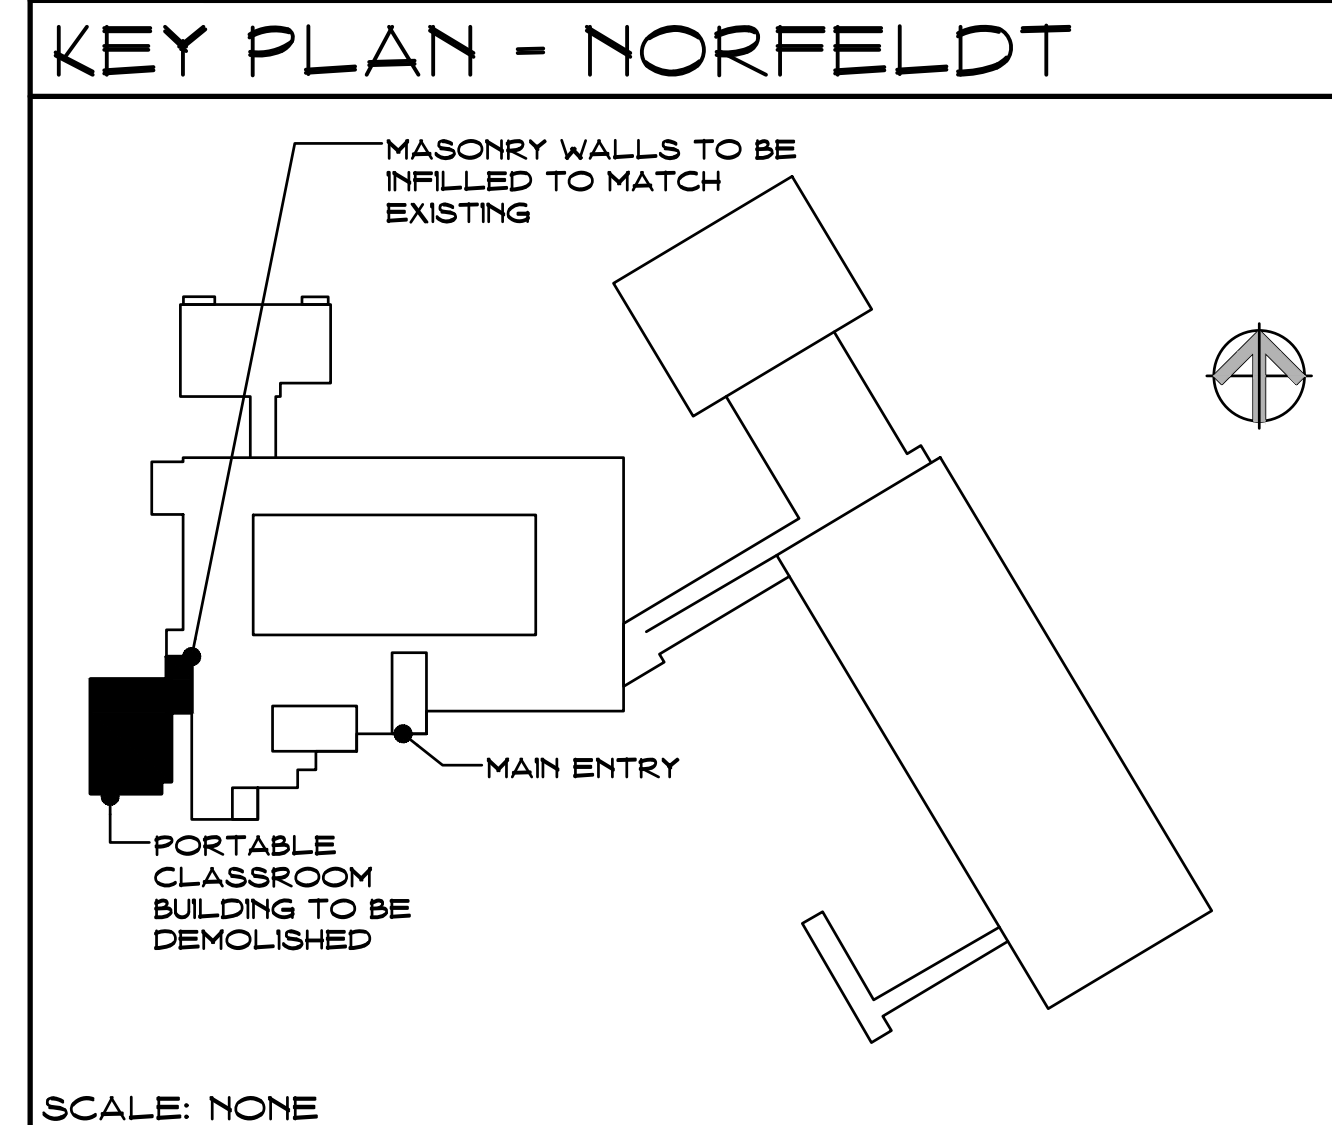 KEY PLAN - NORFELDT
MASONRY WALLS TO BE
INFILLED TO MATCH
EXISTING
MAIN ENTRY
PORTABLE
CLASSROOM
BUILDING TO BE
DEMOLISHED
SCALE: NONE